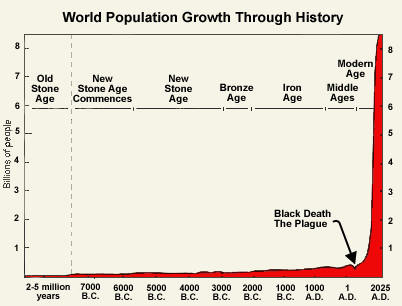 World Population Growth Through History
8
7
6
5
4
3
2
1
Billions of people
8
7
6
5
4
3
2
1
Old
Stone
Age
New
Stone Age
Commences
New
Stone
Age
Bronze
Age
Iron
Age
Middle
Ages
Modern
Age
Black Death
The Plague
2-5 million
years
7000
B.C.
6000
B.C.
5000
B.C.
4000
B.C.
3000
B.C.
2000
B.C.
1000
B.C.
1000
A.D.
1
A.D.
2025
A.D.